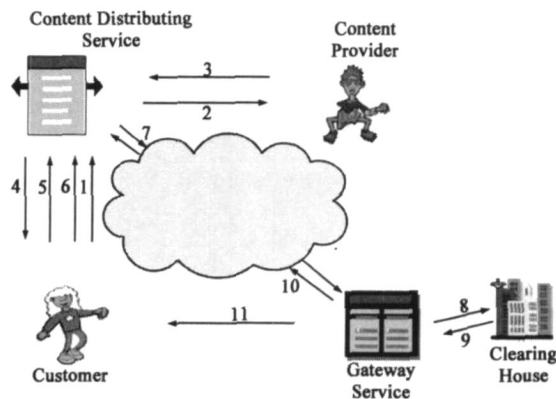 Content Distributing
Service
Content
Provider
3
2
7
4
5
6
1
10
11
8
9
Customer
Gateway
Service
Clearing
House